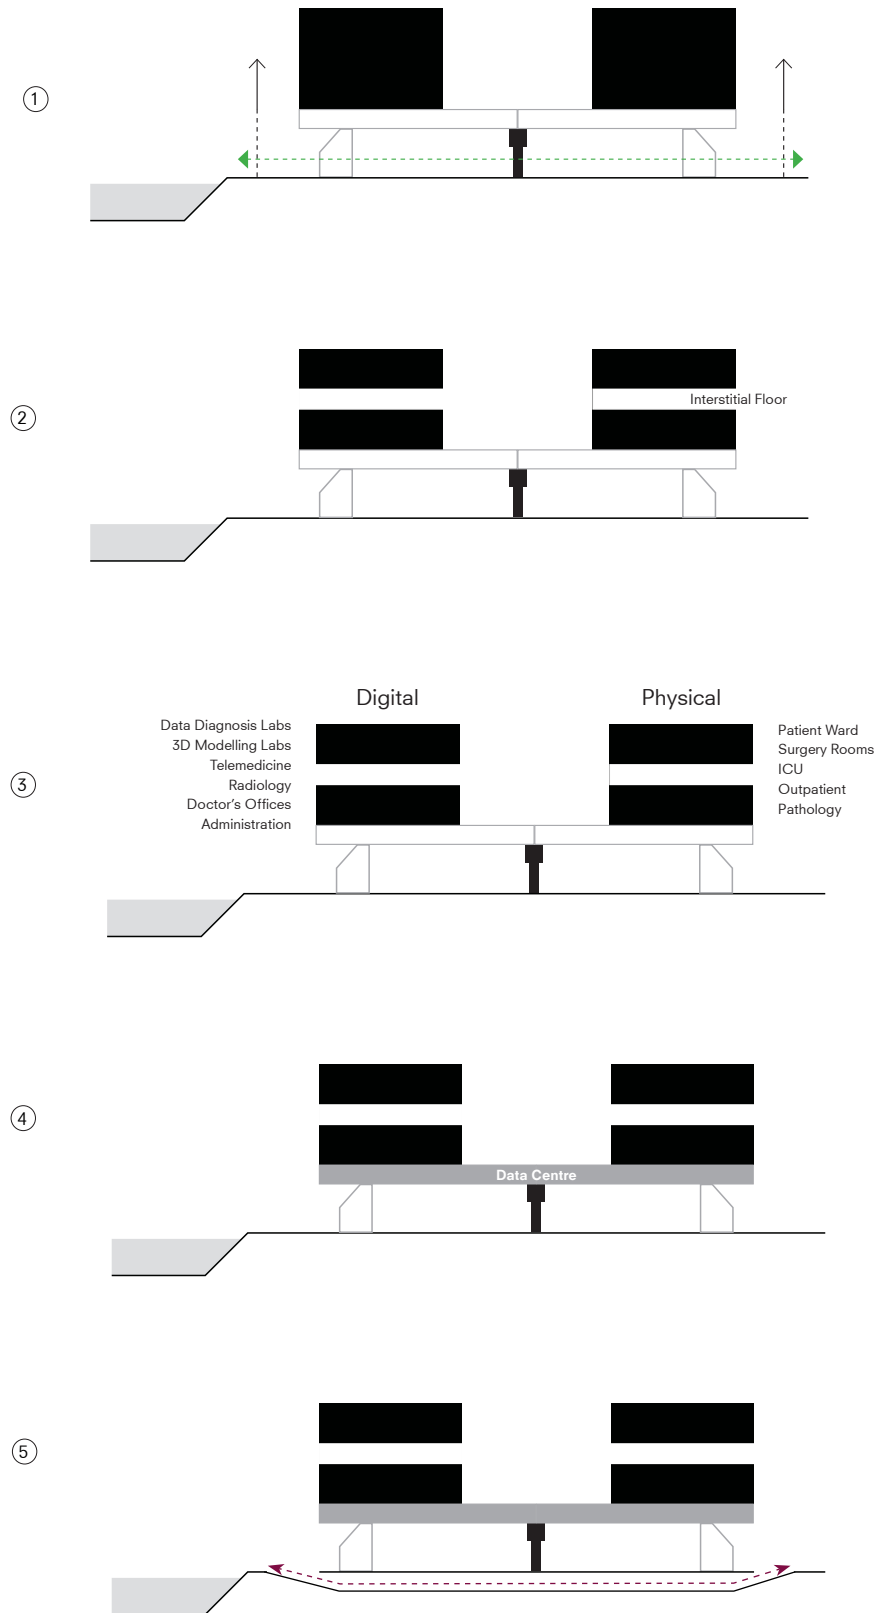 1
2
Interstitial Floor
3
Digital
Physical
Data Diagnosis Labs
3D Modelling Labs
Telemedicine
Radiology
Doctor's Offices
Administration
Patient Ward
Surgery Rooms
ICU
Outpatient
Pathology
4
Data Centre
5